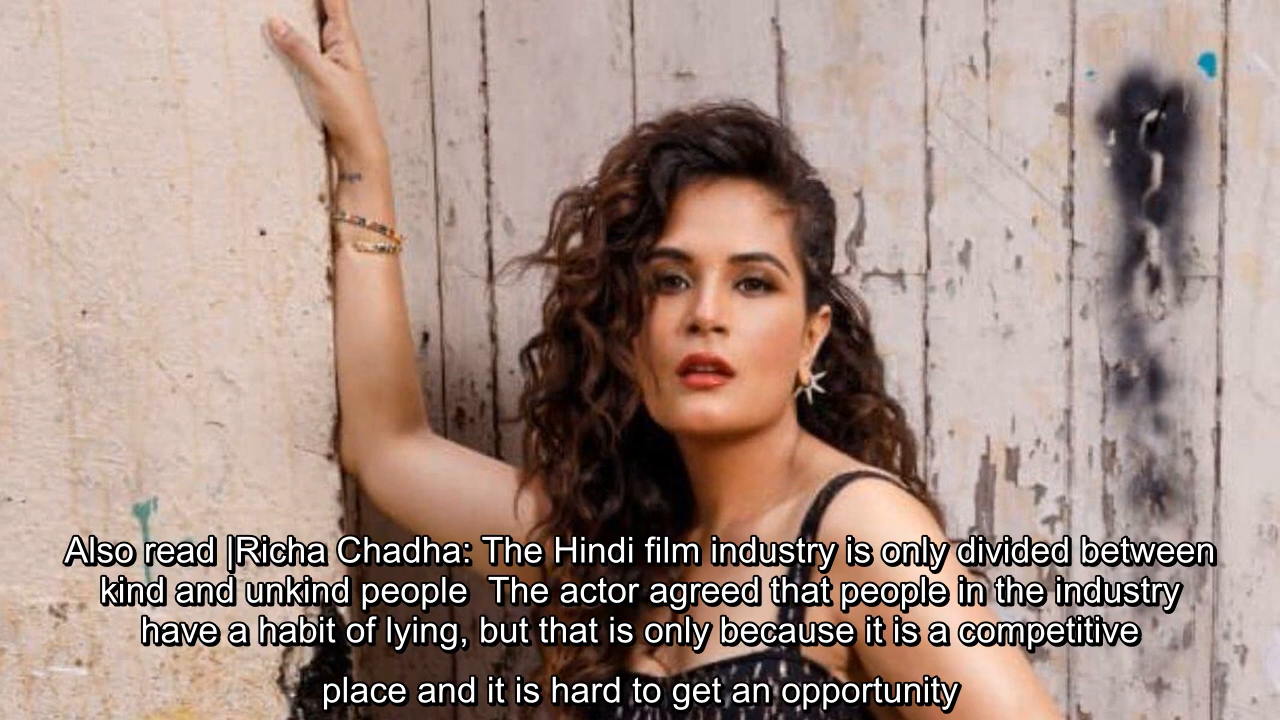 Also read |Richa Chadha: The Hindi film industry is only divided between
kind and unkind people  The actor agreed that people in the industry
have a habit of lying, but that is only because it is a competitive
place and it is hard to get an opportunity